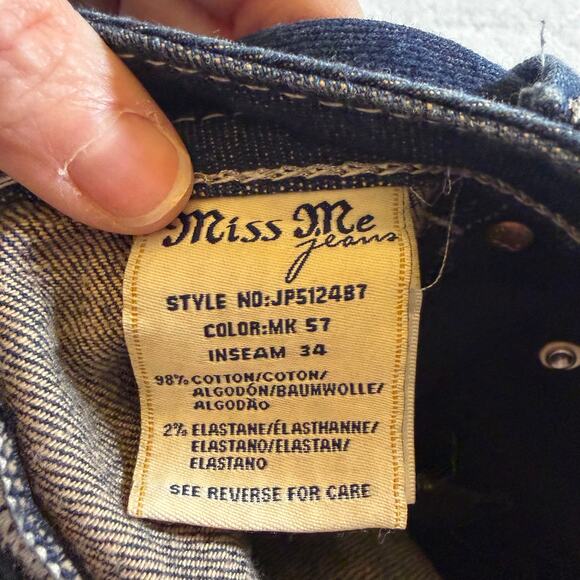 Miss Me
jeans
STYLE NO:JP5124B7
COLOR:MK 57
INSEAM 34
98% COTTON/COTON/
ALGODÓN/BAUMWOLLE/
ALGODÃO
2% ELASTANE/ÉLASTHANNE/
ELASTANO/ELASTAN/
ELASTANO
SEE REVERSE FOR CARE